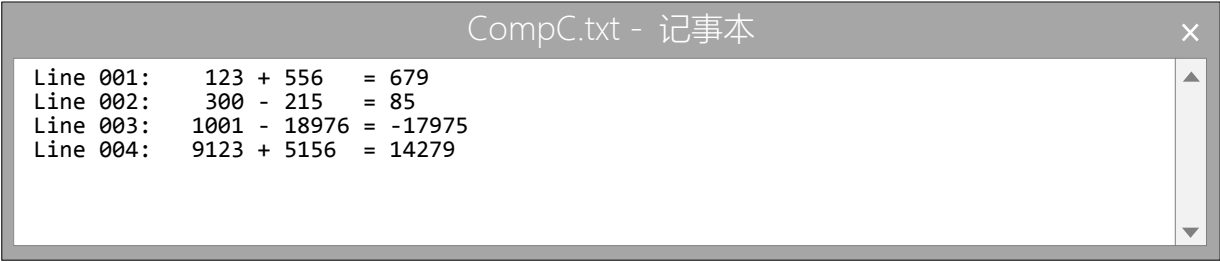 CompC.txt - 记事本
Line 001:    123 + 556   = 679
Line 002:    300 - 215   = 85
Line 003:   1001 - 18976 = -17975
Line 004:   9123 + 5156  = 14279